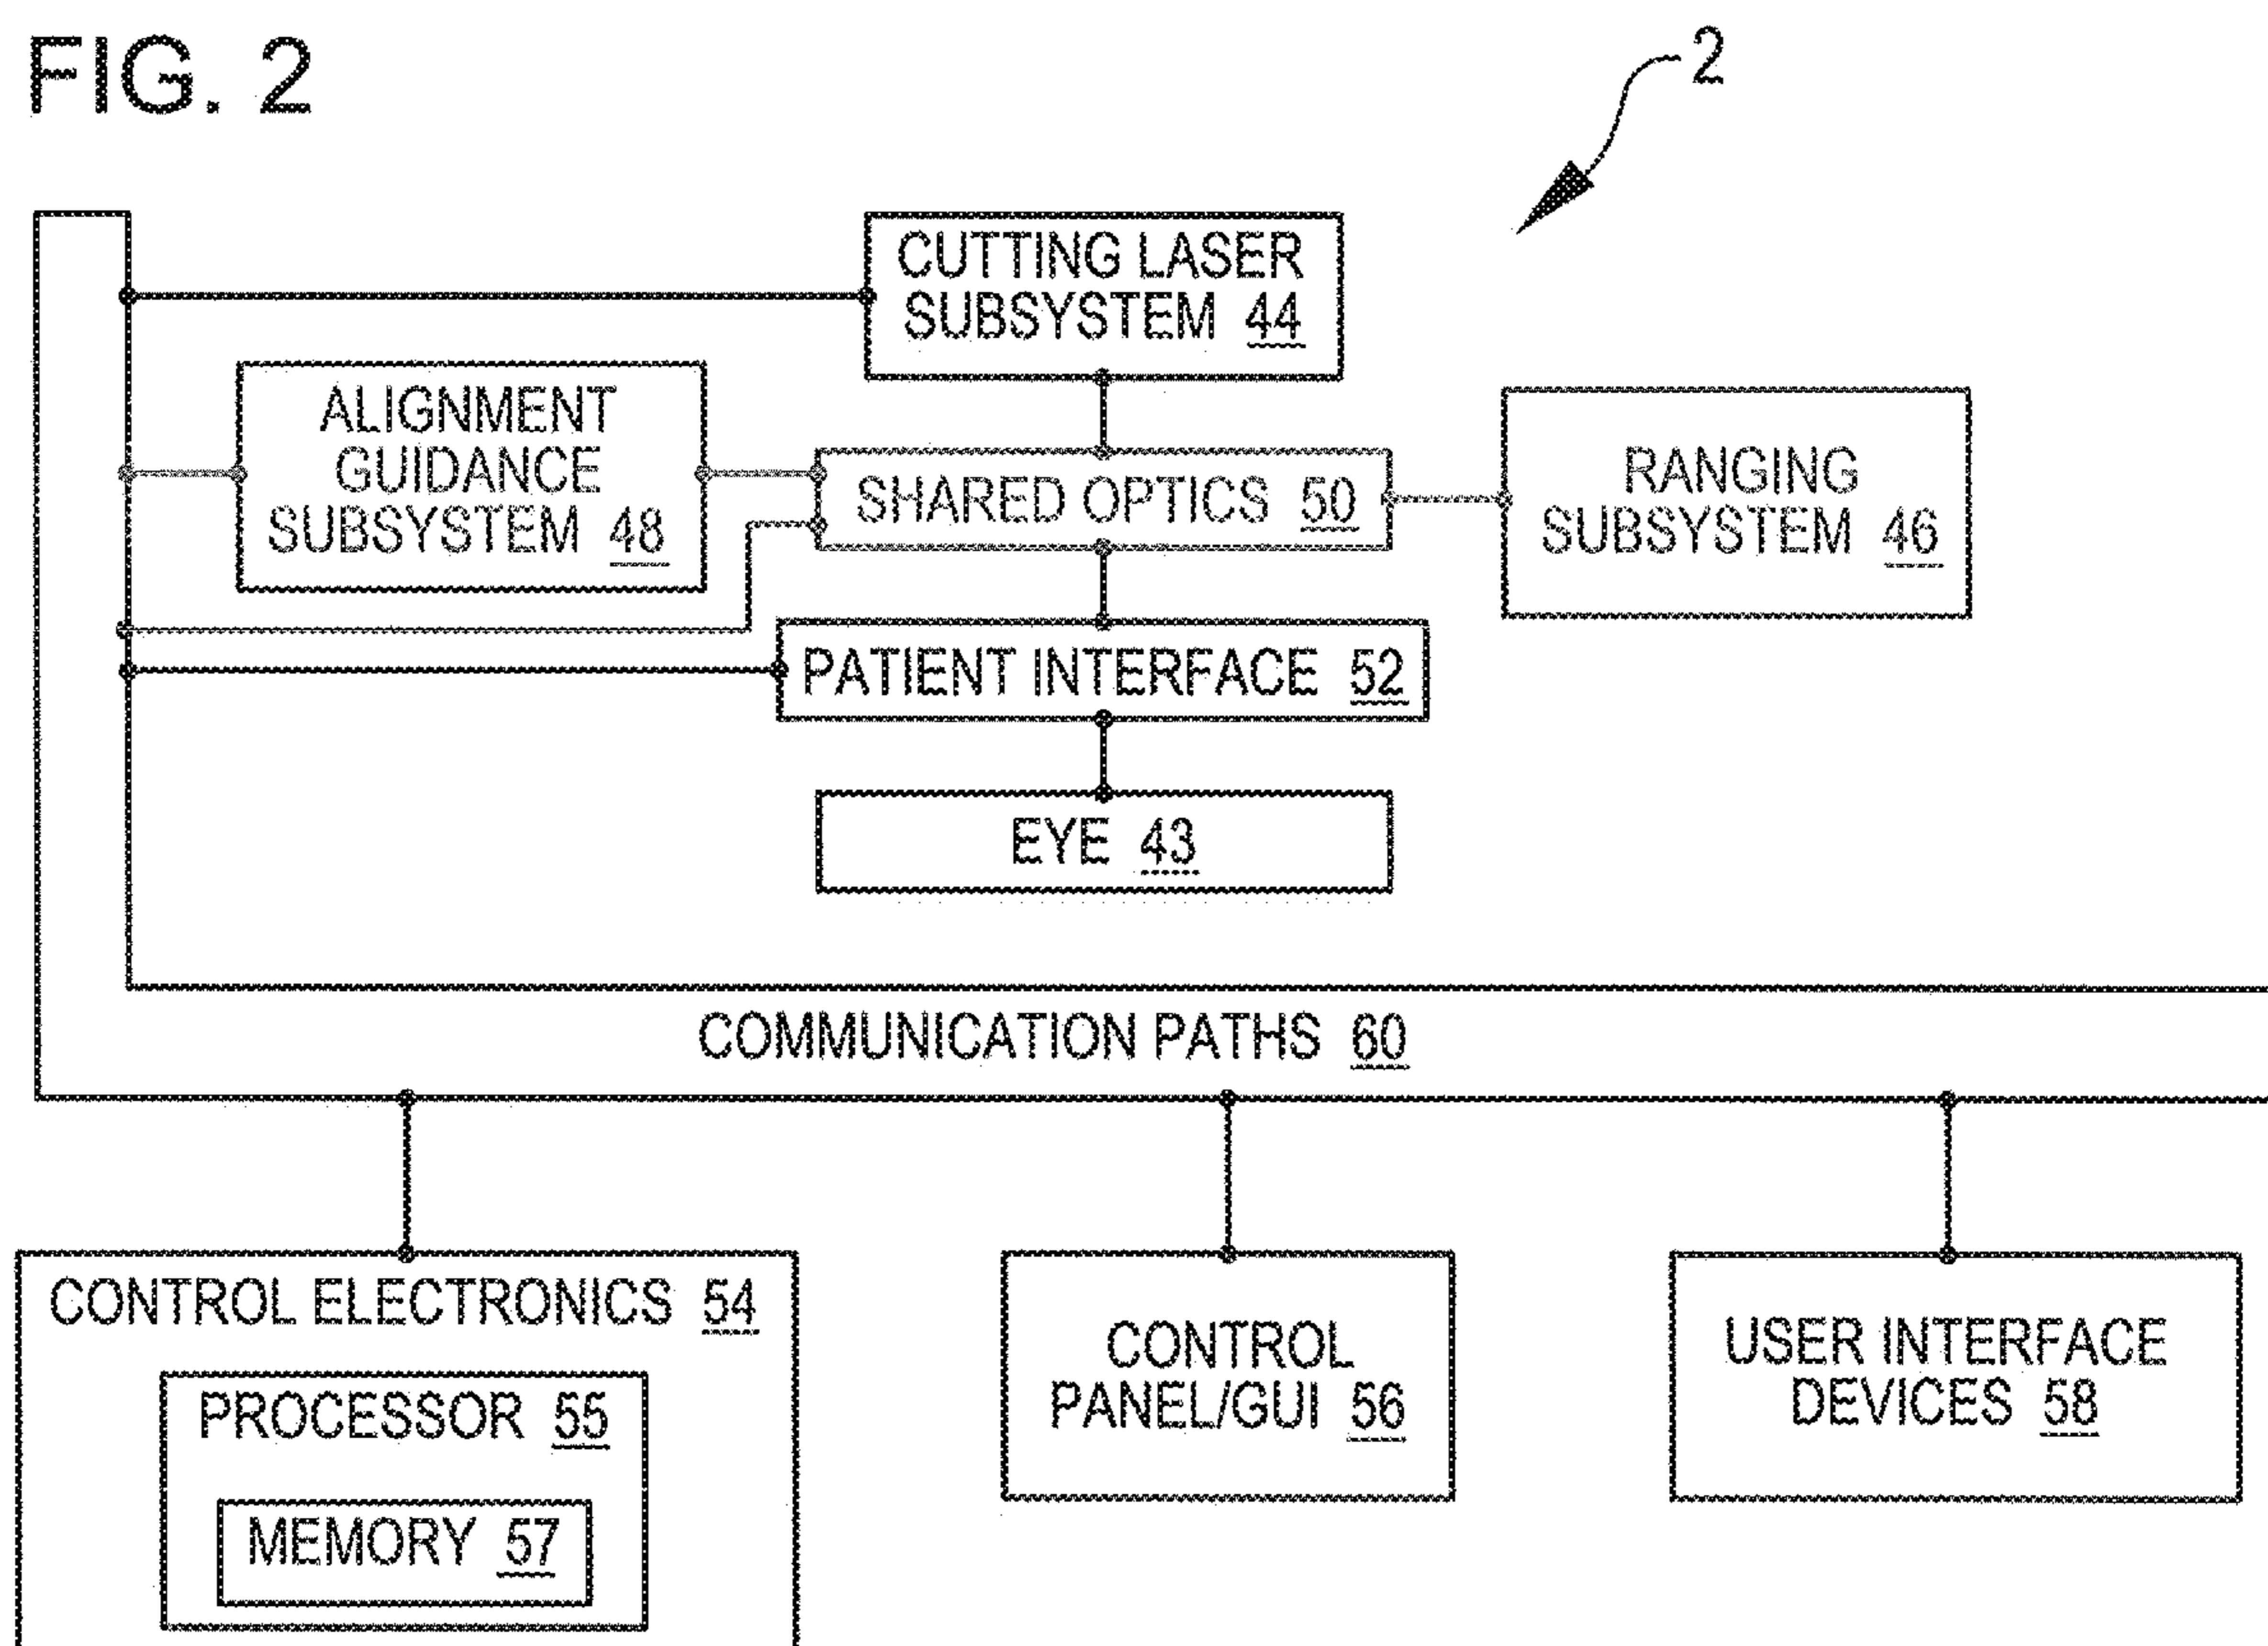 FIG. 2
2
CUTTING LASER
SUBSYSTEM 44
ALIGNMENT
GUIDANCE
SUBSYSTEM 48
SHARED OPTICS 50
RANGING
SUBSYSTEM 46
PATIENT INTERFACE 52
EYE 43
COMMUNICATION PATHS 60
CONTROL ELECTRONICS 54
PROCESSOR 55
MEMORY 57
CONTROL
PANEL/GUI 56
USER INTERFACE
DEVICES 58